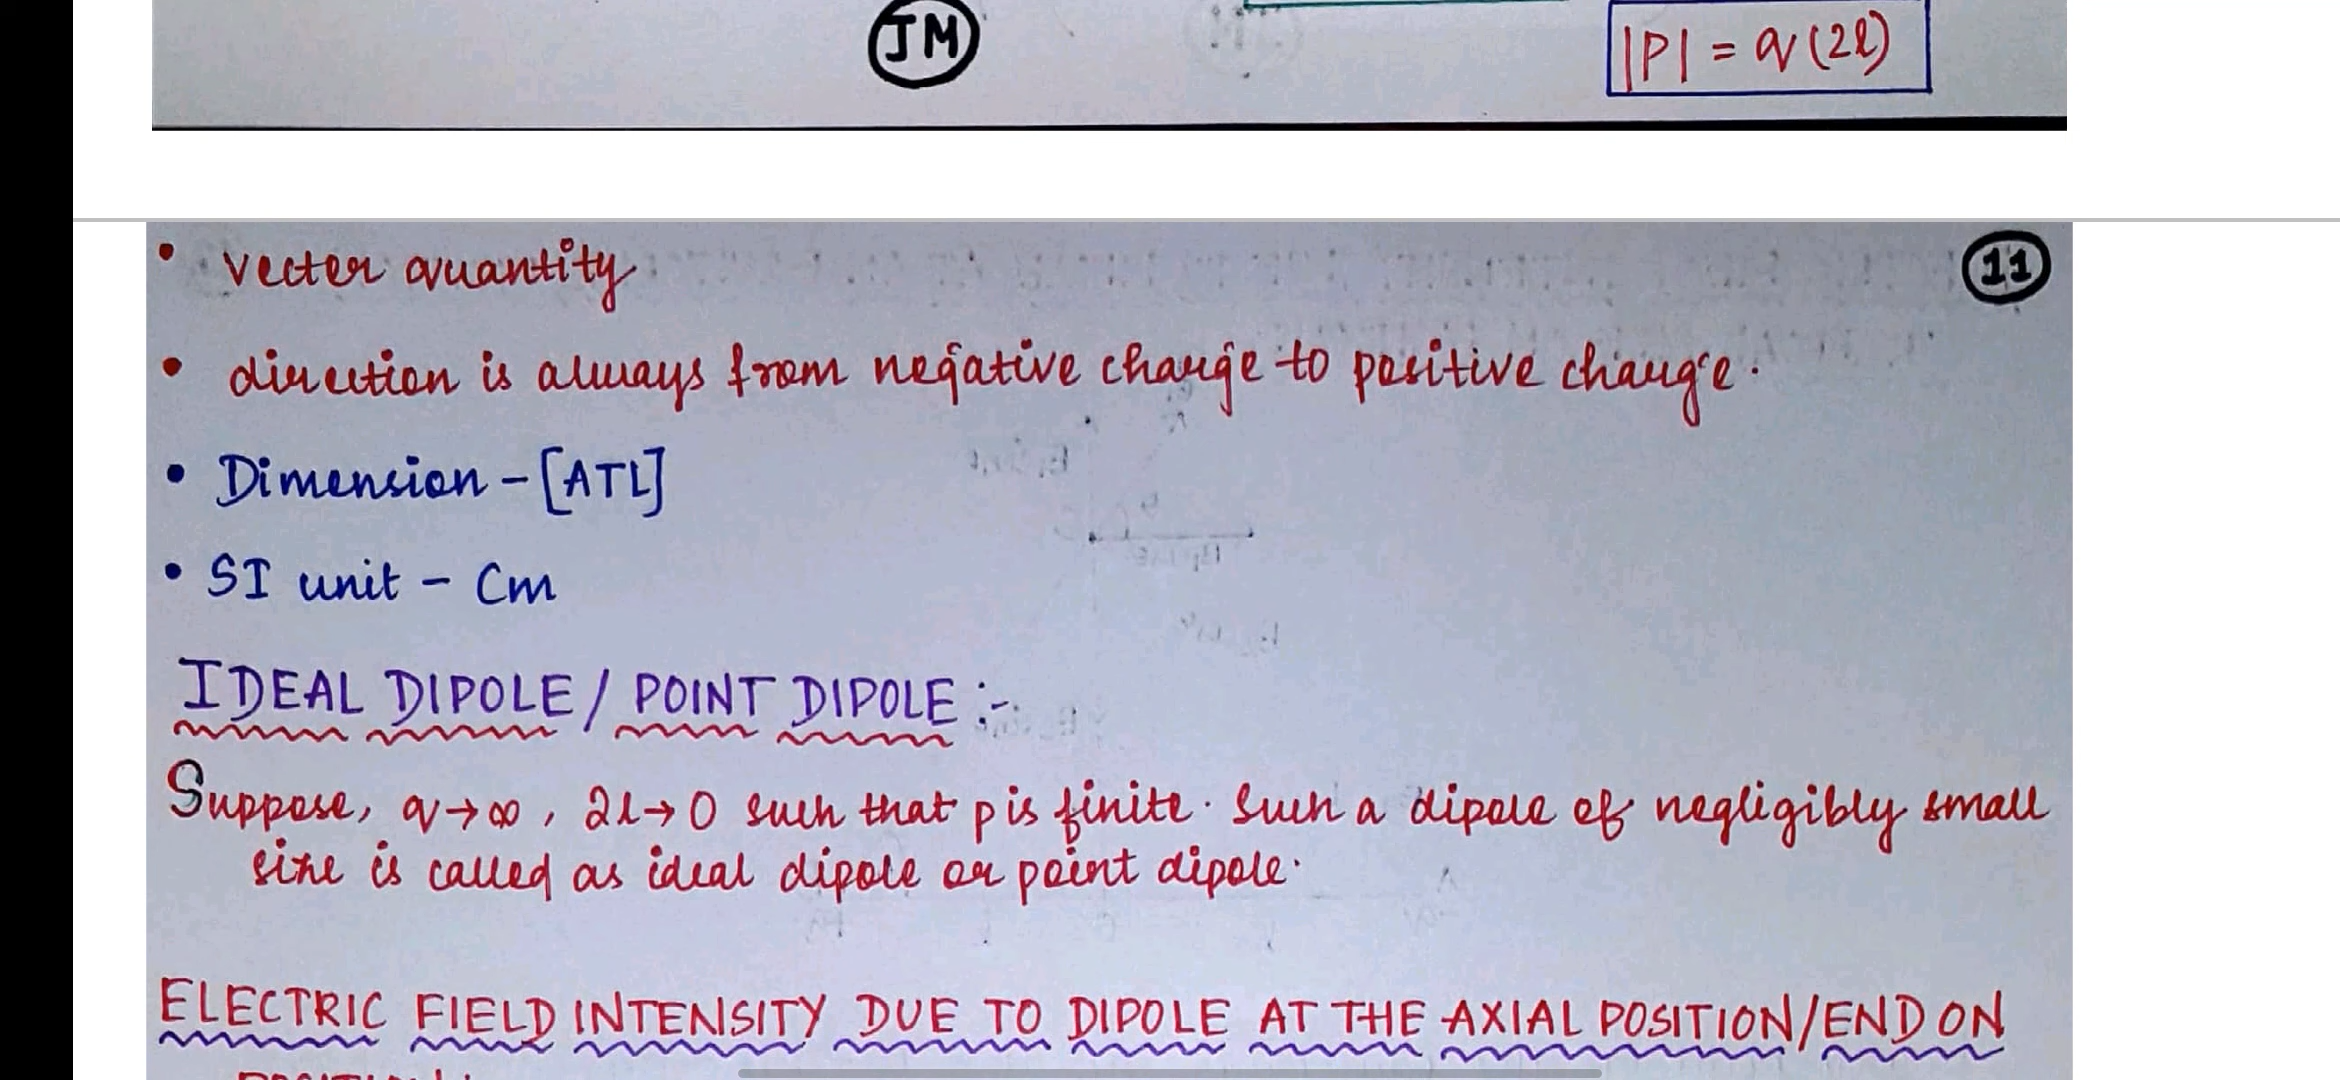 JM
|P| = q(2l)
11
• vector quantity
• direction is always from negative charge to positive charge.
• Dimension - [ATL]
• SI unit - Cm
IDEAL DIPOLE / POINT DIPOLE :-
Suppose, q→∞, 2l→0 such that p is finite. Such a dipole of negligibly small
size is called as ideal dipole or point dipole.
ELECTRIC FIELD INTENSITY DUE TO DIPOLE AT THE AXIAL POSITION/END ON